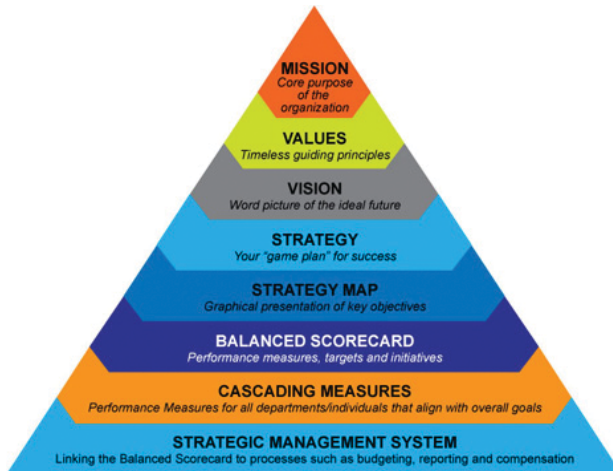 MISSION
Core purpose
of the
organization
VALUES
Timeless guiding principles
VISION
Word picture of the ideal future
STRATEGY
Your “game plan” for success
STRATEGY MAP
Graphical presentation of key objectives
BALANCED SCORECARD
Performance measures, targets and initiatives
CASCADING MEASURES
Performance Measures for all departments/individuals that align with overall goals
STRATEGIC MANAGEMENT SYSTEM
Linking the Balanced Scorecard to processes such as budgeting, reporting and compensation